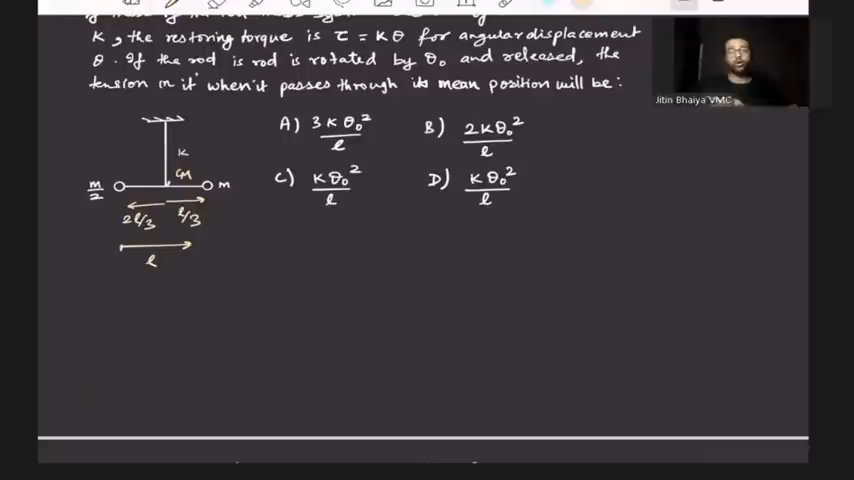 K, the restoring torque is τ = Kθ for angular displacement
θ. If the rod is rod is rotated by θ₀ and released, the
tension in it when it passes through its mean position will be:
A) 3Kθ₀²/l B) 2Kθ₀²/l
C) Kθ₀²/l D) Kθ₀²/l
K
CM
m/2 m
2l/3 l/3
l
Jitin Bhaiya VMC